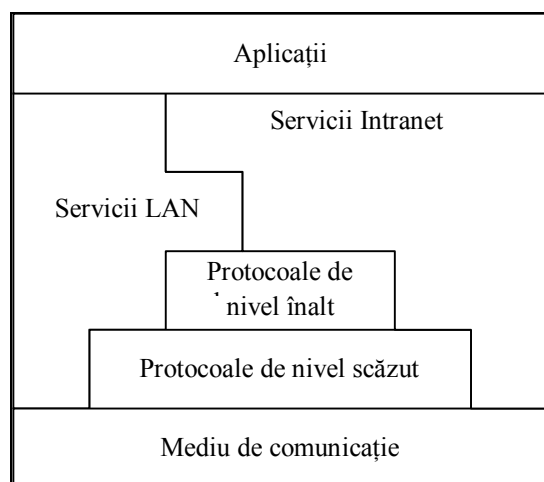 Aplicații
Servicii Intranet
Servicii LAN
Protocoale de
nivel înalt
Protocoale de nivel scăzut
Mediu de comunicație